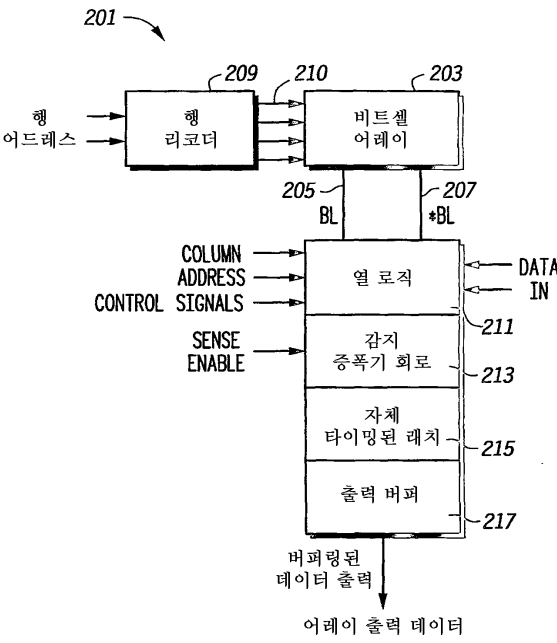 201
209
210
203
행
어드레스
행
리코더
비트셀
어레이
205
207
BL
*BL
COLUMN
ADDRESS
CONTROL SIGNALS
열 로직
DATA
IN
211
SENSE
ENABLE
감지
증폭기 회로
213
자체
타이밍된 래치
215
출력 버퍼
217
버퍼링된
데이터 출력
어레이 출력 데이터